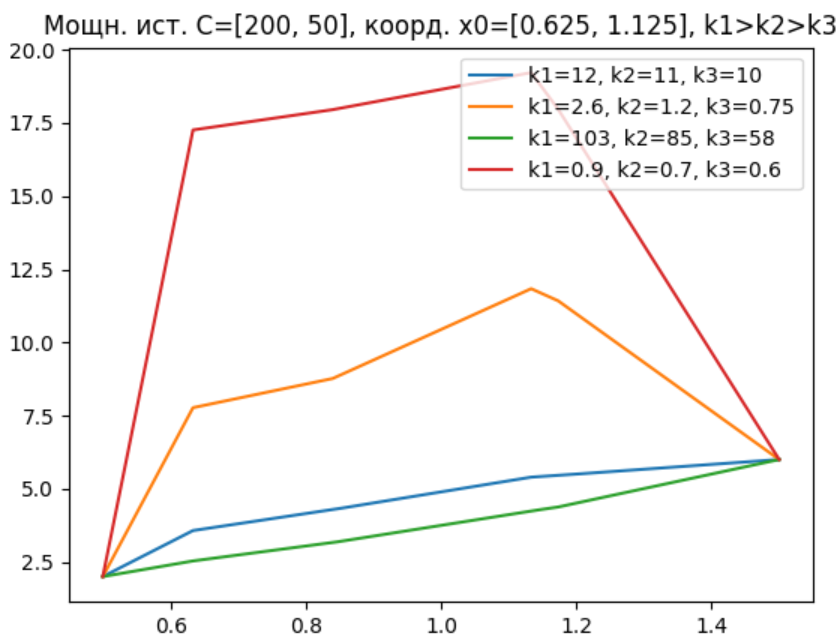 Мощн. ист. C=[200, 50], коорд. x0=[0.625, 1.125], k1>k2>k3
20.0
17.5
15.0
12.5
10.0
7.5
5.0
2.5
k1=12, k2=11, k3=10
k1=2.6, k2=1.2, k3=0.75
k1=103, k2=85, k3=58
k1=0.9, k2=0.7, k3=0.6
0.6 0.8 1.0 1.2 1.4